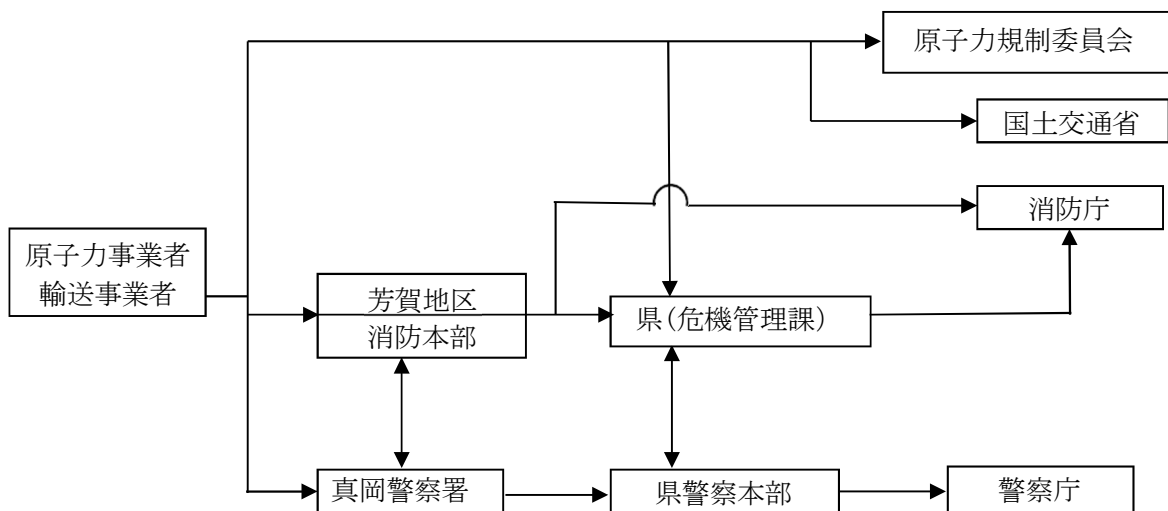 原子力規制委員会
国土交通省
消防庁
原子力事業者
輸送事業者
芳賀地区
消防本部
県(危機管理課)
真岡警察署
県警察本部
警察庁